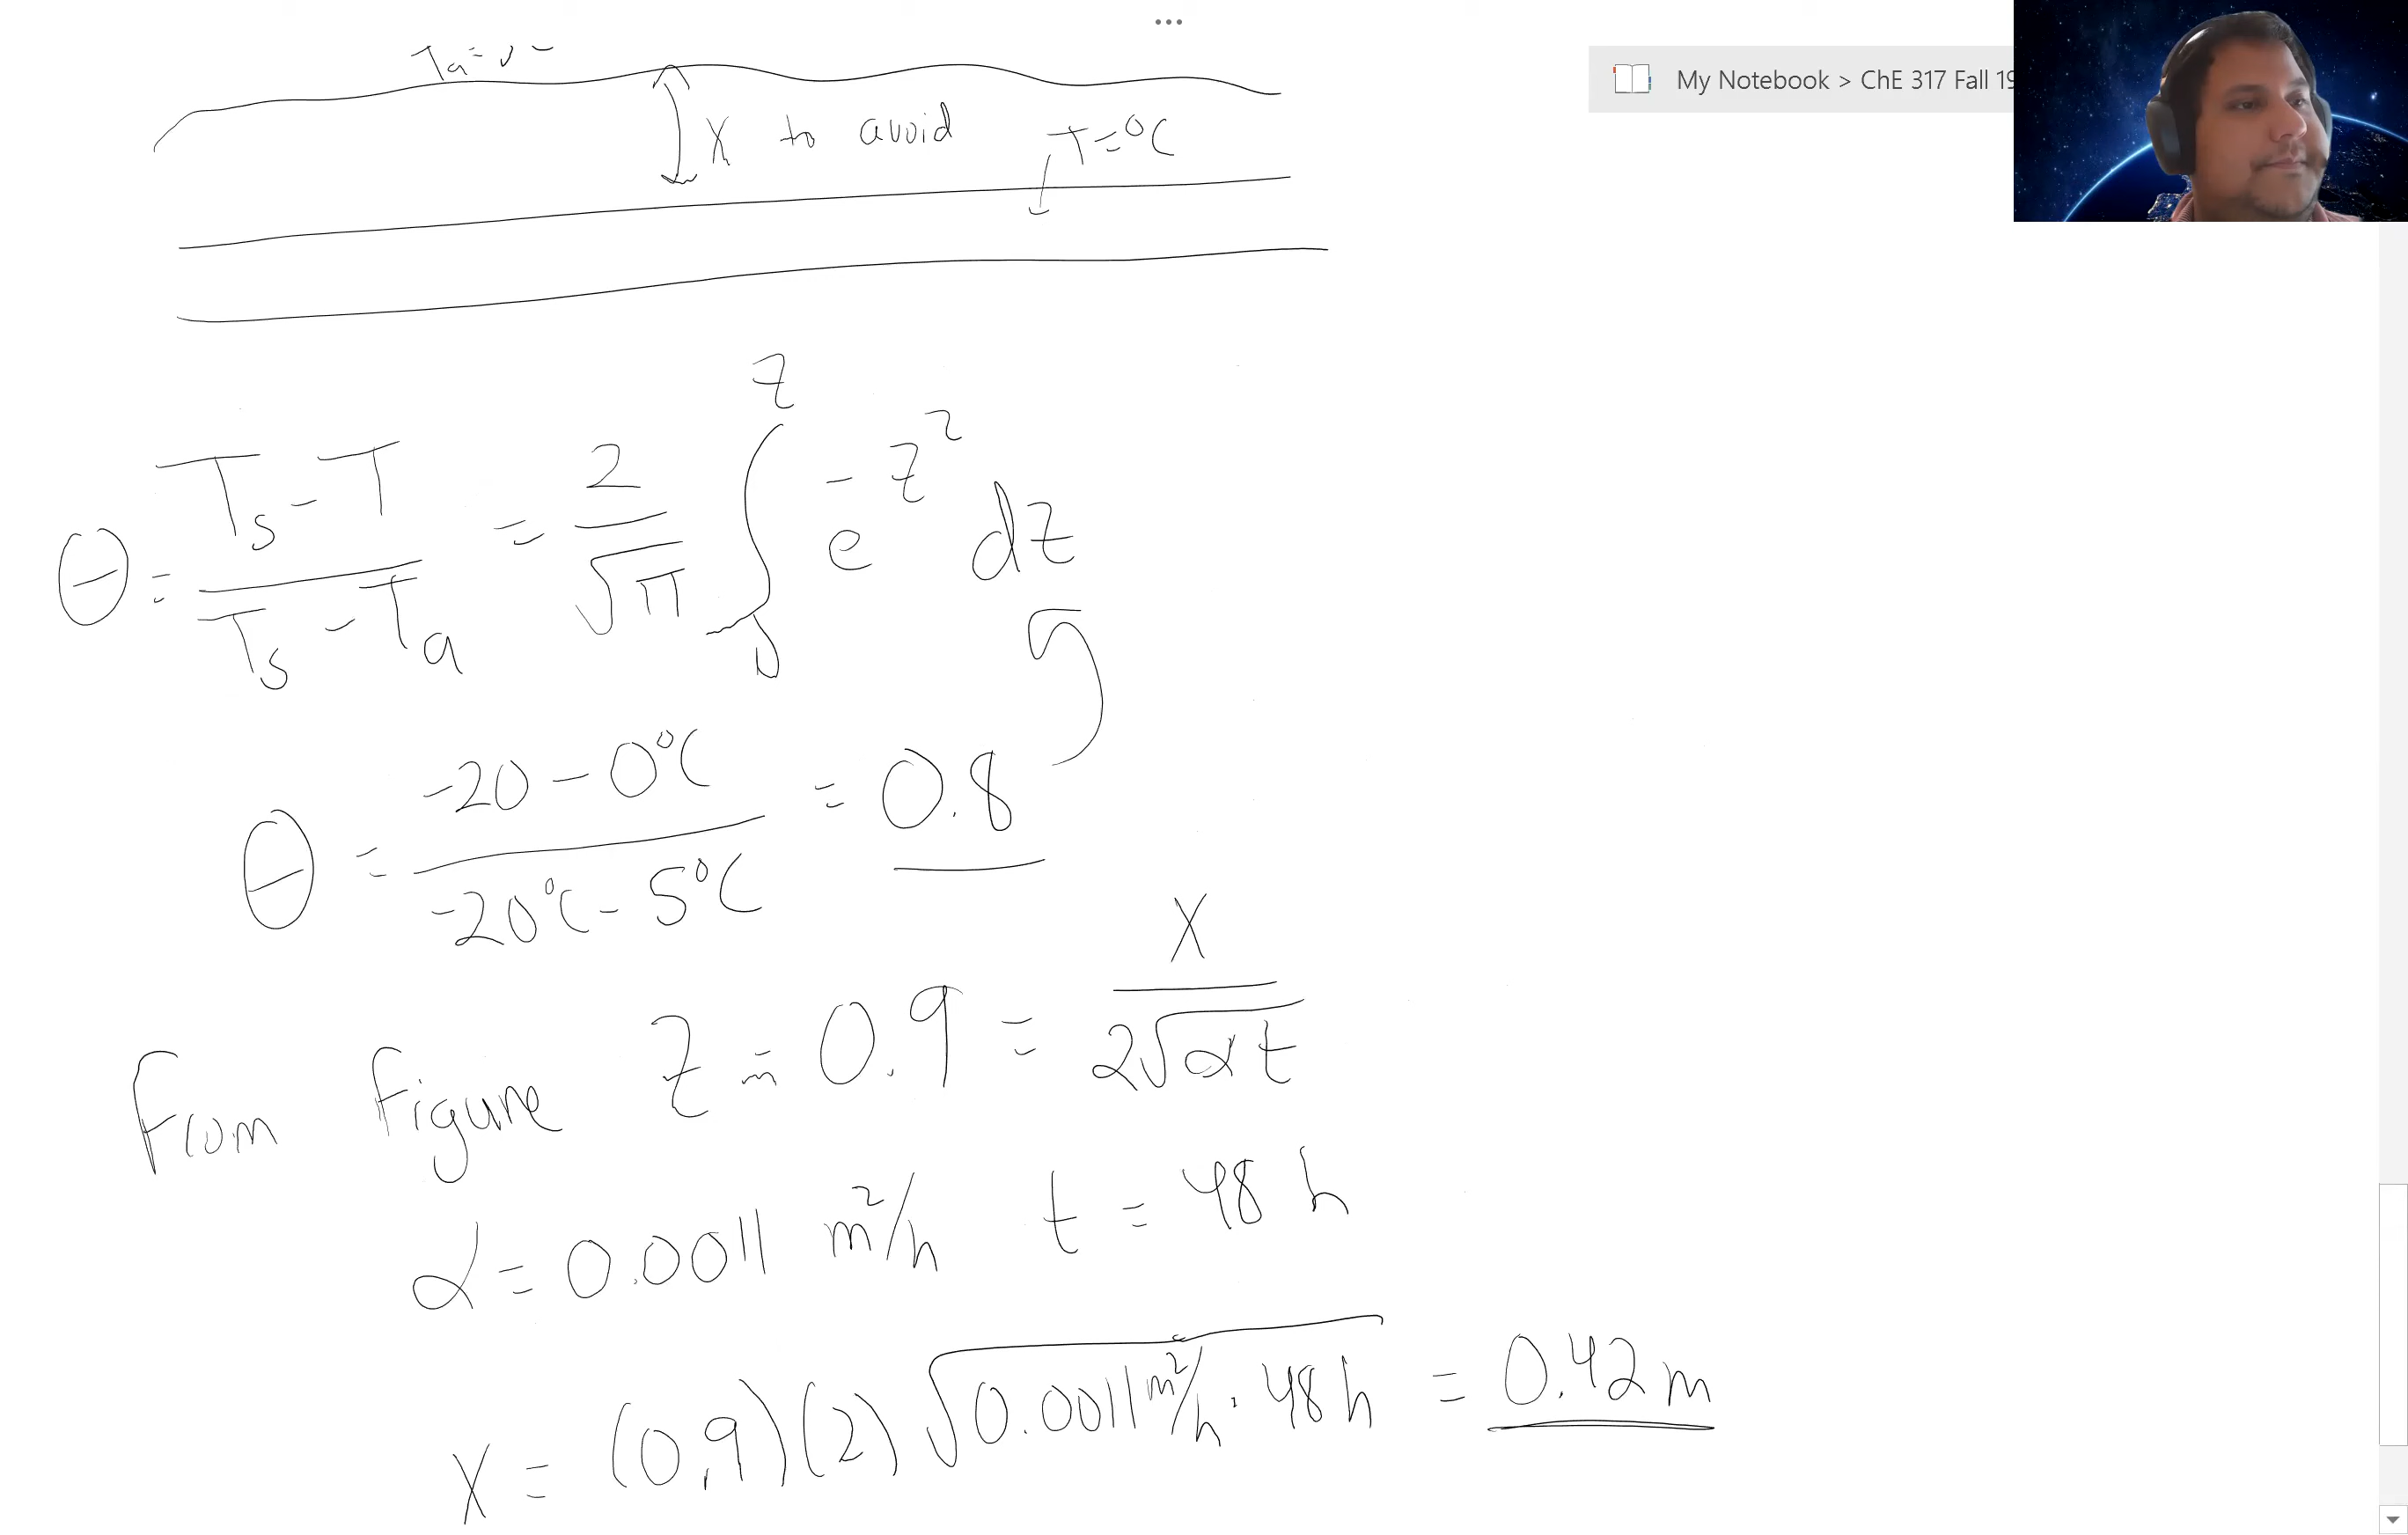 My Notebook > ChE 317 Fall 19
X to avoid T=0°C
θ = (Ts - T)/(Ts - Ta) = 2/√π ∫₀ᶻ e^(-z²) dz
θ = (-20 - 0°C)/(-20°C - 5°C) = 0.8
From Figure Z = 0.9 = X/(2√(αt))
α = 0.0011 m²/h t = 48 h
X = (0.9)(2)√(0.0011 m²/h · 48 h) = 0.42 m